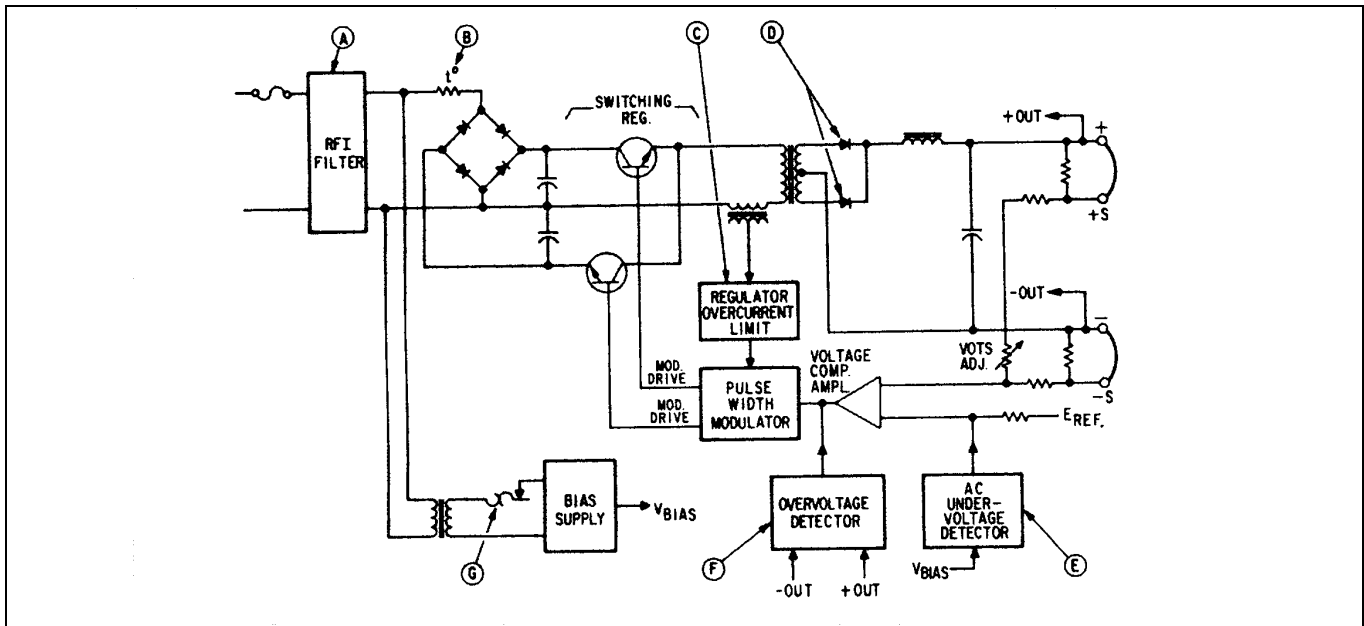 A
B
C
D
t°
SWITCHING
REG.
+OUT
+
RFI
FILTER
+S
-OUT
REGULATOR
OVERCURRENT
LIMIT
−
VOLTAGE
COMP.
AMPL.
VOTS
ADJ.
MOD.
DRIVE
PULSE
WIDTH
MODULATOR
-S
MOD.
DRIVE
EREF.
BIAS
SUPPLY
VBIAS
OVERVOLTAGE
DETECTOR
AC
UNDER-
VOLTAGE
DETECTOR
G
F
E
VBIAS
-OUT
+OUT